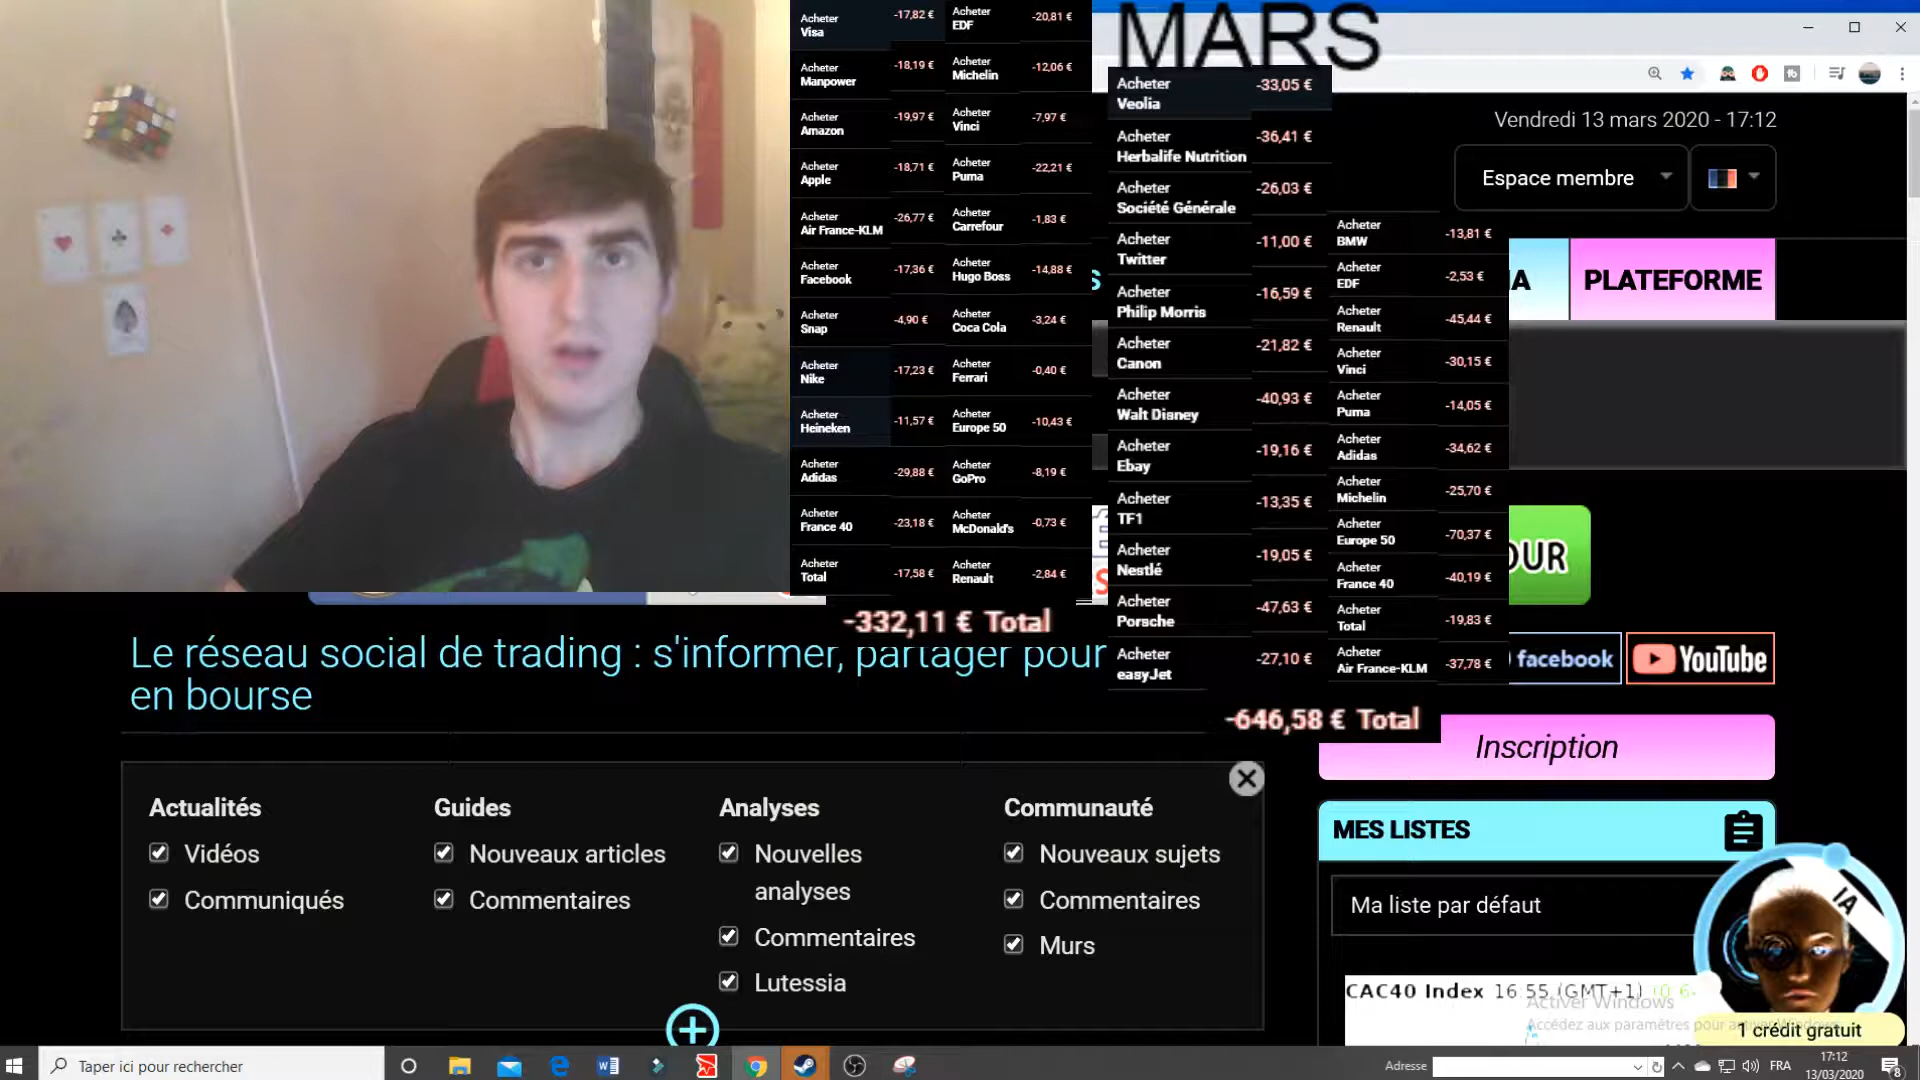 Acheter
Visa
-17,82 €
Acheter
Manpower
-18,19 €
Acheter
Amazon
-19,97 €
Acheter
Apple
-18,71 €
Acheter
Air France-KLM
-26,77 €
Acheter
Facebook
-17,36 €
Acheter
Snap
-4,90 €
Acheter
Nike
-17,23 €
Acheter
Heineken
-11,57 €
Acheter
Adidas
-29,88 €
Acheter
France 40
-23,18 €
Acheter
Total
-17,58 €
Acheter
EDF
-20,81 €
Acheter
Michelin
-12,06 €
Acheter
Vinci
-7,97 €
Acheter
Puma
-22,21 €
Acheter
Carrefour
-1,83 €
Acheter
Hugo Boss
-14,88 €
Acheter
Coca Cola
-3,24 €
Acheter
Ferrari
-0,40 €
Acheter
Europe 50
-10,43 €
Acheter
GoPro
-8,19 €
Acheter
McDonald's
-0,73 €
Acheter
Renault
-2,84 €
-332,11 € Total
MARS
Acheter
Veolia
-33,05 €
Acheter
Herbalife Nutrition
-36,41 €
Acheter
Société Générale
-26,03 €
Acheter
Twitter
-11,00 €
Acheter
Philip Morris
-16,59 €
Acheter
Canon
-21,82 €
Acheter
Walt Disney
-40,93 €
Acheter
Ebay
-19,16 €
Acheter
TF1
-13,35 €
Acheter
Nestlé
-19,05 €
Acheter
Porsche
-47,63 €
Acheter
easyJet
-27,10 €
Acheter
BMW
-13,81 €
Acheter
EDF
-2,53 €
Acheter
Renault
-45,44 €
Acheter
Vinci
-30,15 €
Acheter
Puma
-14,05 €
Acheter
Adidas
-34,62 €
Acheter
Michelin
-25,70 €
Acheter
Europe 50
-70,37 €
Acheter
France 40
-40,19 €
Acheter
Total
-19,83 €
Acheter
Air France-KLM
-37,78 €
-646,58 € Total
Vendredi 13 mars 2020 - 17:12
Espace membre
A
PLATEFORME
OUR
facebook
YouTube
Le réseau social de trading : s'informer, partager pour
en bourse
Inscription
Actualités
Vidéos
Communiqués
Guides
Nouveaux articles
Commentaires
Analyses
Nouvelles
analyses
Commentaires
Lutessia
Communauté
Nouveaux sujets
Commentaires
Murs
MES LISTES
Ma liste par défaut
IA
CAC40 Index 16 55 (GMT+1)
Activer Windows
Accédez aux paramètres pour
1 crédit gratuit
Taper ici pour rechercher
Adresse
FRA
17:12
13/03/2020
8